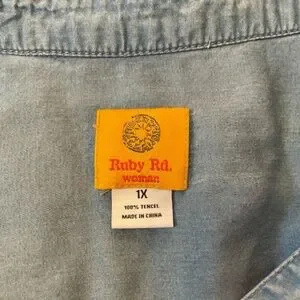 Ruby Rd.
woman
1X
100% TENCEL
MADE IN CHINA